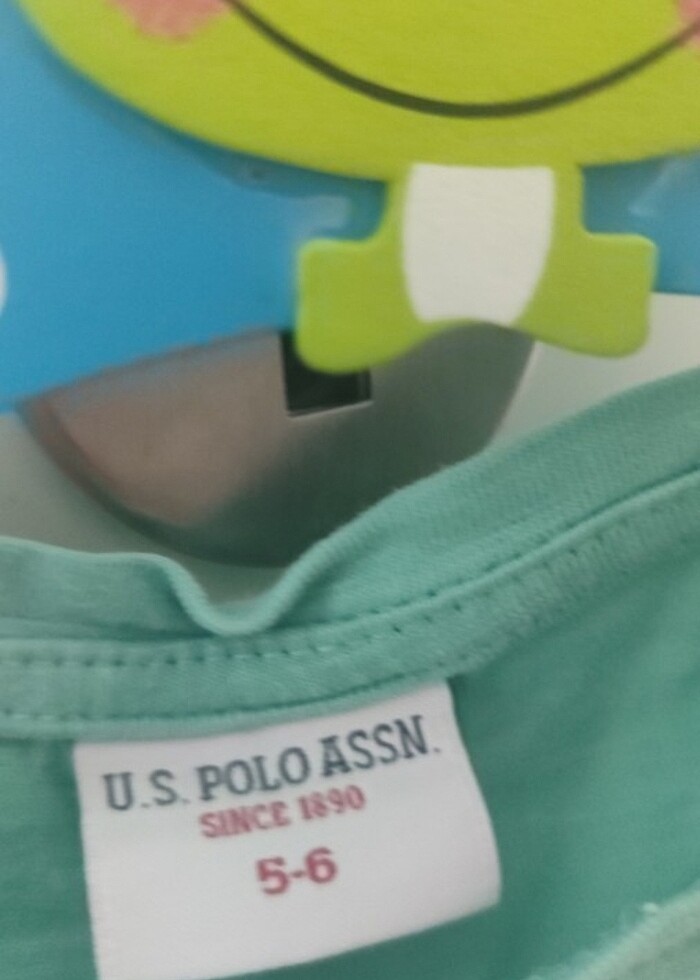 U.S. POLO ASSN.
SINCE 1890
5-6